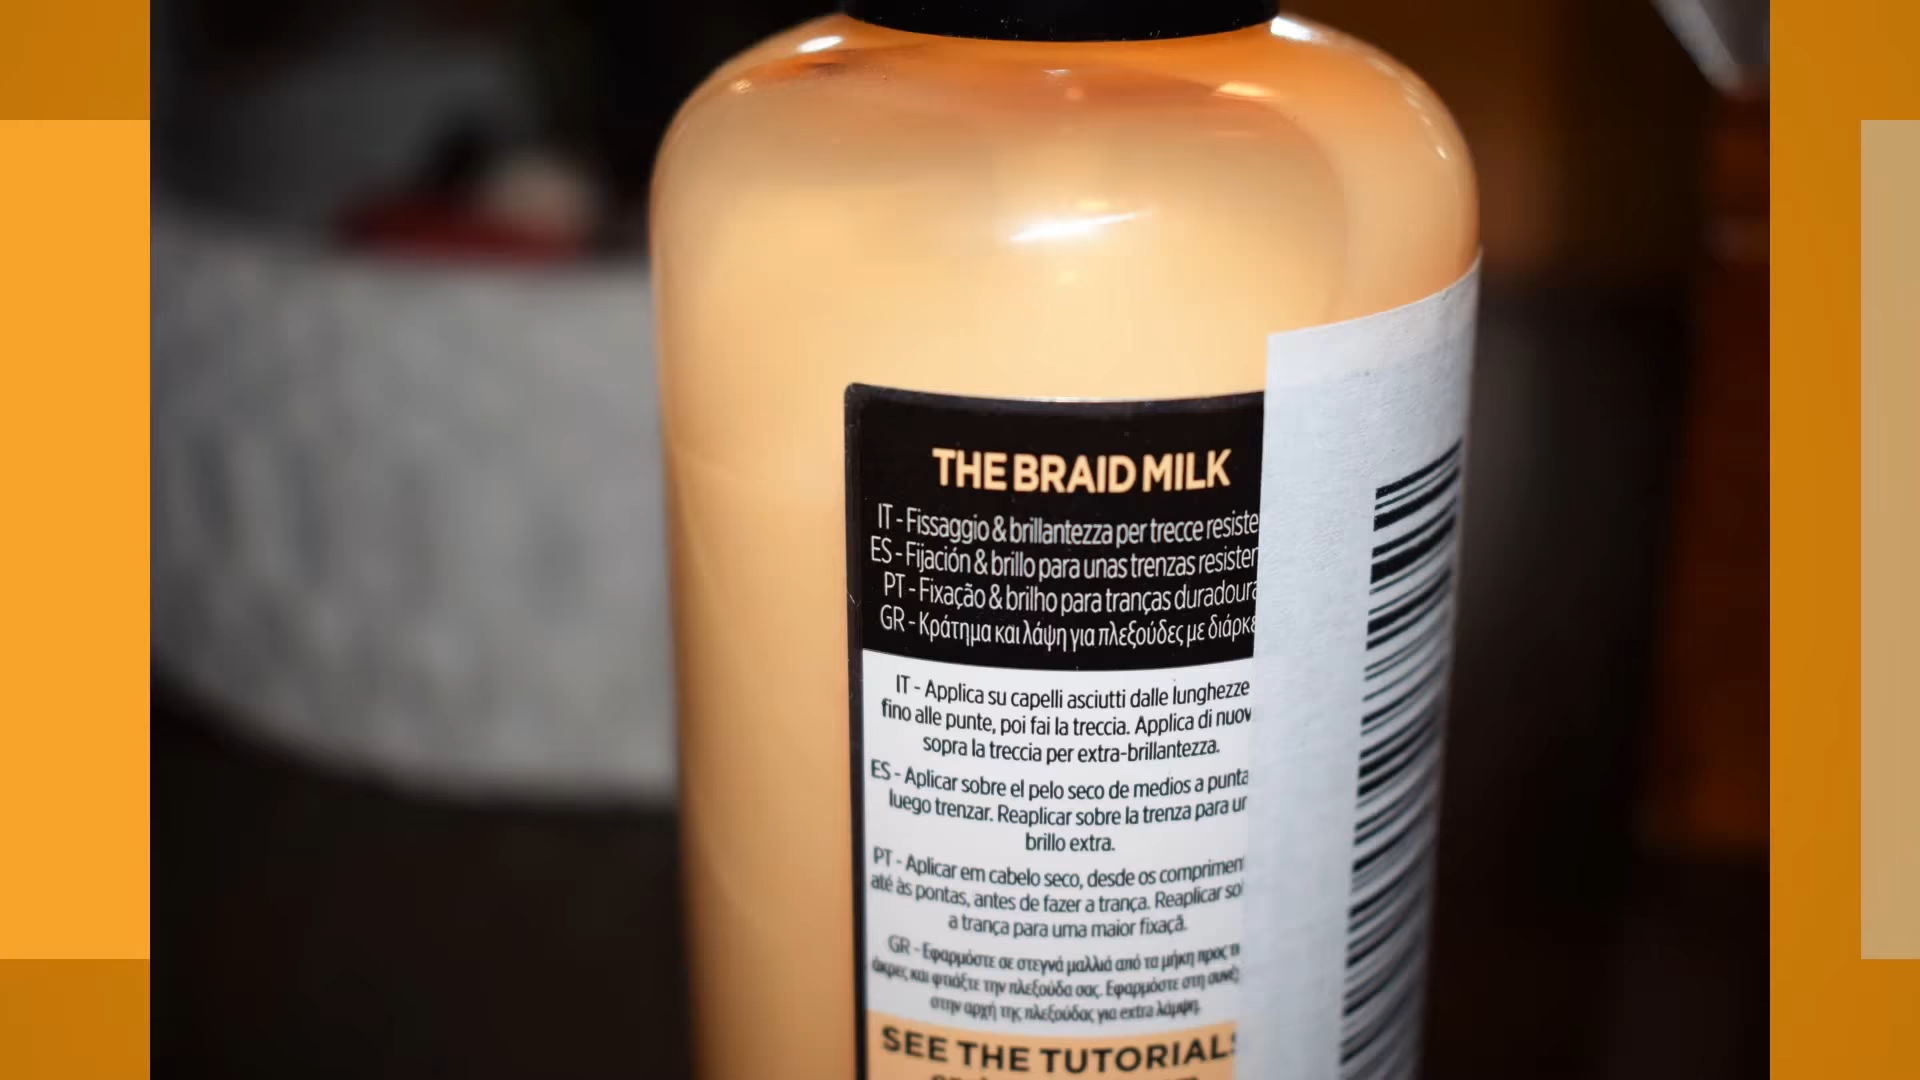 THE BRAID MILK
IT - Fissaggio & brillantezza per trecce resiste
ES - Fijación & brillo para unas trenzas resisten
PT - Fixação & brilho para tranças duradoura
GR - Κράτημα και λάμψη για πλεξούδες με διάρκε
IT - Applica su capelli asciutti dalle lunghezze
fino alle punte, poi fai la treccia. Applica di nuov
sopra la treccia per extra-brillantezza.
ES - Aplicar sobre el pelo seco de medios a punta
luego trenzar. Reaplicar sobre la trenza para un
brillo extra.
PT - Aplicar em cabelo seco, desde os comprimen
até às pontas, antes de fazer a trança. Reaplicar so
a trança para uma maior fixaçã.
GR - Εφαρμόστε σε στεγνά μαλλιά από τα μήκη προς τι
άκρες και φτιάξτε την πλεξούδα σας. Εφαρμόστε στη συνέχ
στην αρχή της πλεξούδας για extra λάμψη.
SEE THE TUTORIALS